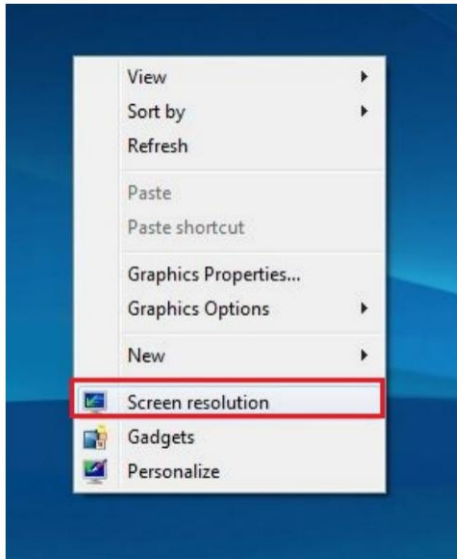 View
Sort by
Refresh
Paste
Paste shortcut
Graphics Properties...
Graphics Options
New
Screen resolution
Gadgets
Personalize